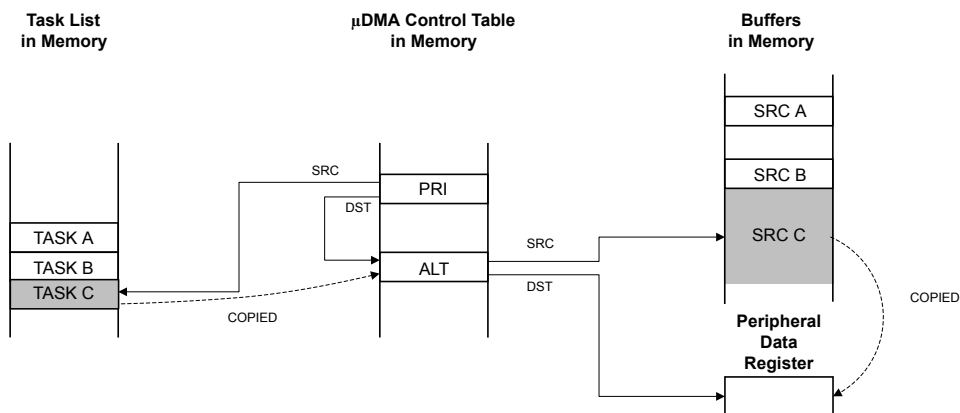 Task List
in Memory
µDMA Control Table
in Memory
Buffers
in Memory
SRC A
SRC B
SRC C
SRC
PRI
DST
TASK A
TASK B
TASK C
ALT
SRC
DST
COPIED
COPIED
Peripheral
Data
Register